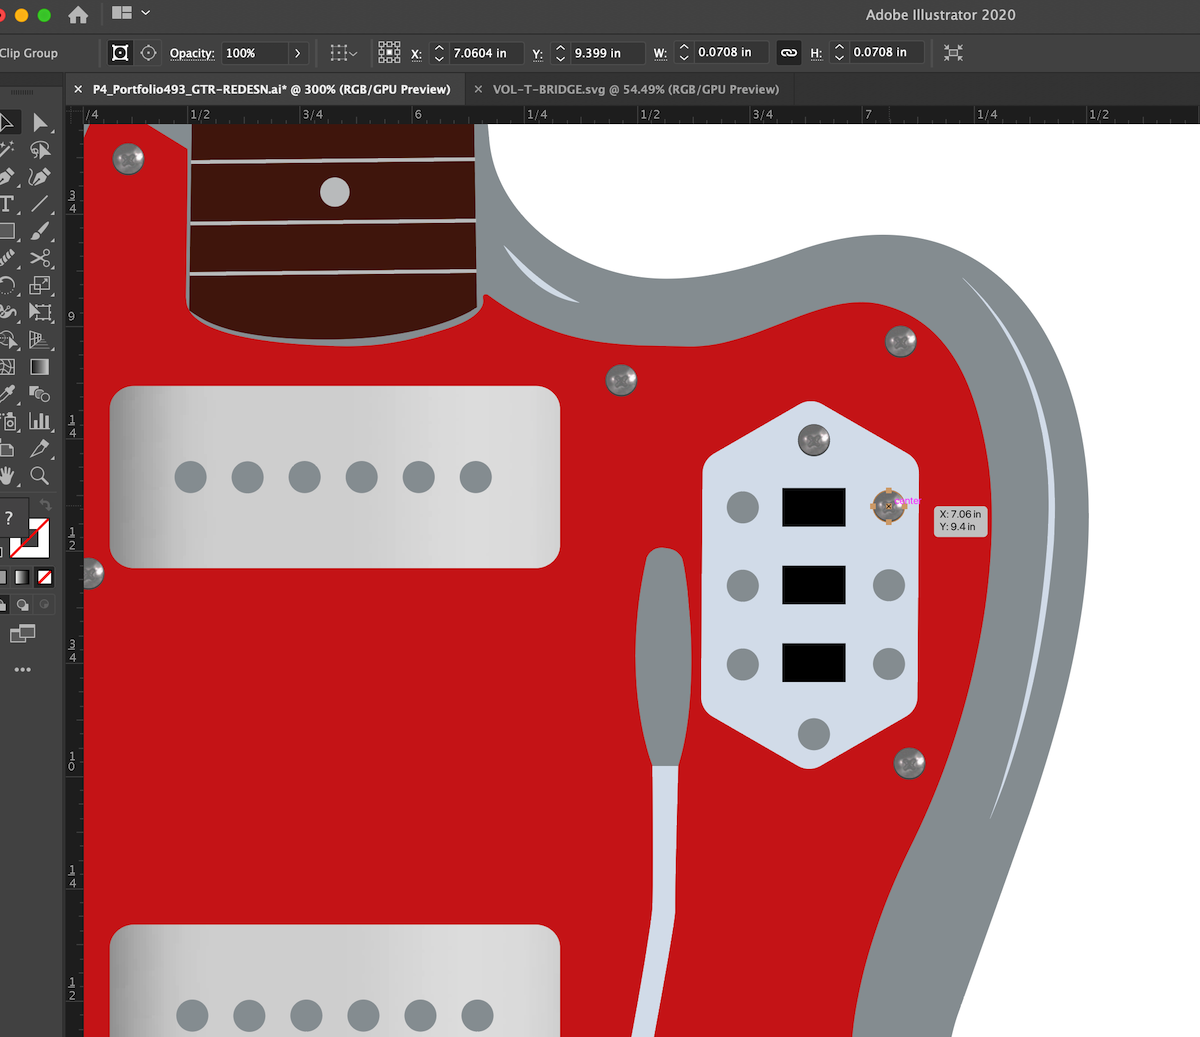 Adobe Illustrator 2020
Clip Group
Opacity: 100% X: 7.0604 in Y: 9.399 in W: 0.0708 in H: 0.0708 in
× P4_Portfolio493_GTR-REDESN.ai* @ 300% (RGB/GPU Preview) × VOL-T-BRIDGE.svg @ 54.49% (RGB/GPU Preview)
/4 1/2 3/4 6 1/4 1/2 3/4 7 1/4 1/2
3
4
9
1
4
center
X: 7.06 in
Y: 9.4 in
?
1
2
3
4
1
0
1
4
1
2